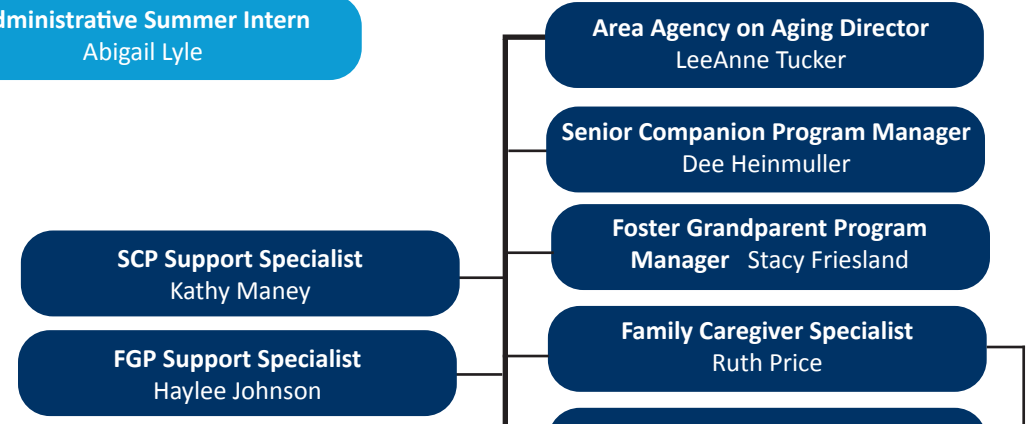 Summer Intern
Abigail Lyle
Area Agency on Aging Director
LeeAnne Tucker
Senior Companion Program Manager
Dee Heinmuller
Foster Grandparent Program
Manager Stacy Friesland
SCP Support Specialist
Kathy Maney
Family Caregiver Specialist
Ruth Price
FGP Support Specialist
Haylee Johnson